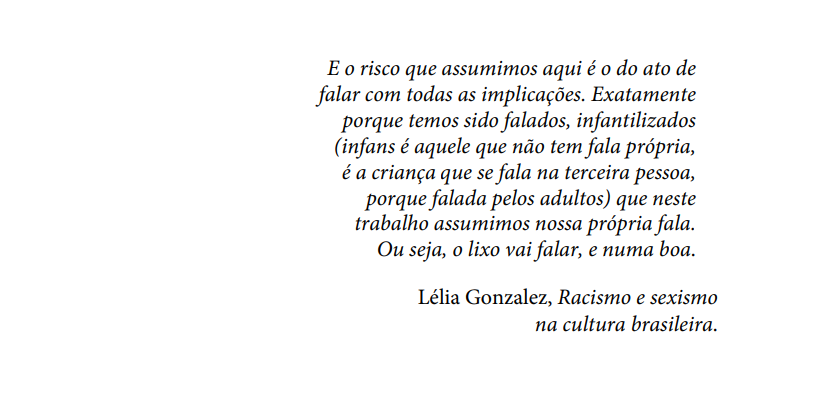 E o risco que assumimos aqui é o do ato de
falar com todas as implicações. Exatamente
porque temos sido falados, infantilizados
(infans é aquele que não tem fala própria,
é a criança que se fala na terceira pessoa,
porque falada pelos adultos) que neste
trabalho assumimos nossa própria fala.
Ou seja, o lixo vai falar, e numa boa.
Lélia Gonzalez, Racismo e sexismo
na cultura brasileira.